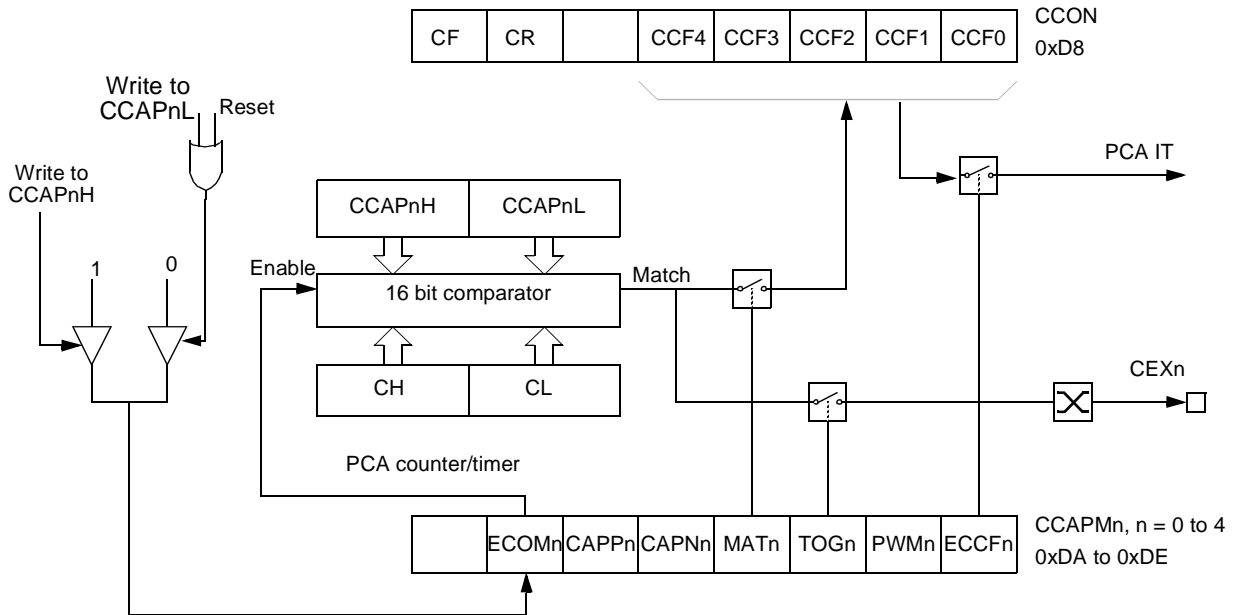 CF CR CCF4 CCF3 CCF2 CCF1 CCF0
CCON
0xD8
Write to
CCAPnL
Reset
Write to
CCAPnH
PCA IT
CCAPnH CCAPnL
1 0
Enable
16 bit comparator
Match
CH CL
CEXn
PCA counter/timer
ECOMn CAPPn CAPNn MATn TOGn PWMn ECCFn
CCAPMn, n = 0 to 4
0xDA to 0xDE